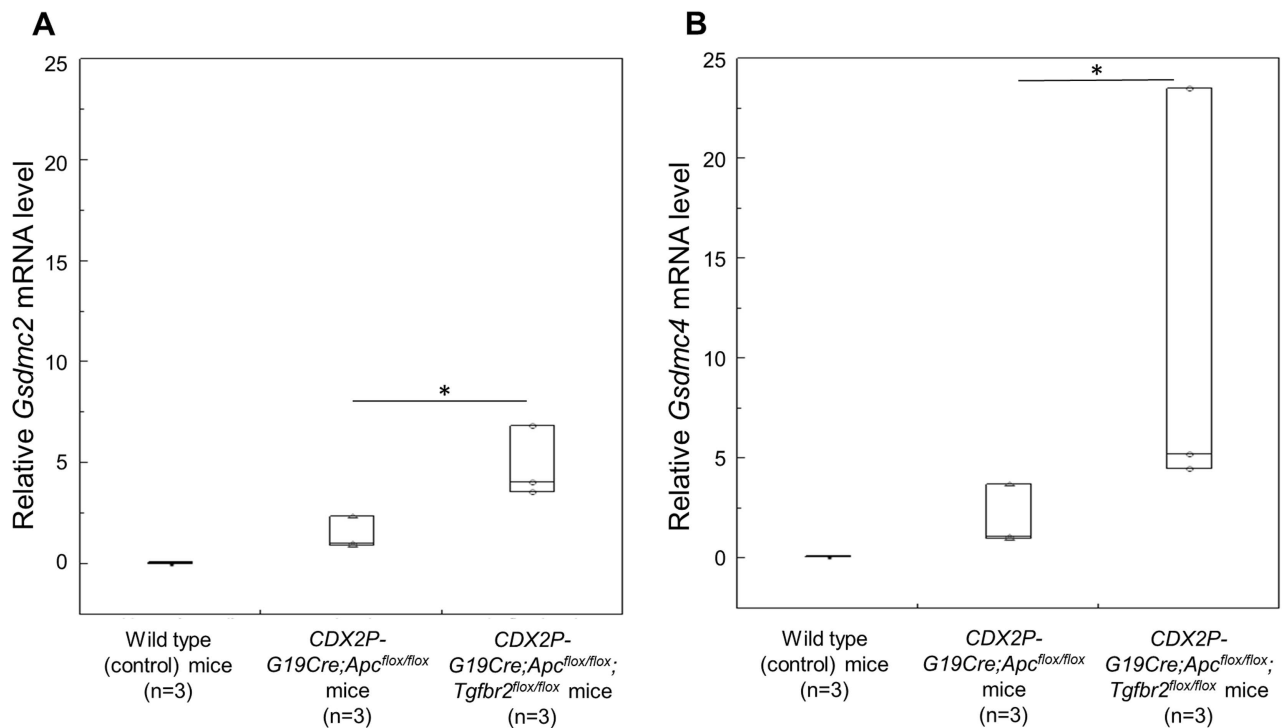 A
Relative Gsdmc2 mRNA level
25
20
15
10
5
0
*
Wild type
(control) mice
(n=3)
CDX2P-
G19Cre;Apcflox/flox
mice
(n=3)
CDX2P-
G19Cre;Apcflox/flox;
Tgfbr2flox/flox mice
(n=3)
B
Relative Gsdmc4 mRNA level
25
20
15
10
5
0
*
Wild type
(control) mice
(n=3)
CDX2P-
G19Cre;Apcflox/flox
mice
(n=3)
CDX2P-
G19Cre;Apcflox/flox;
Tgfbr2flox/flox mice
(n=3)